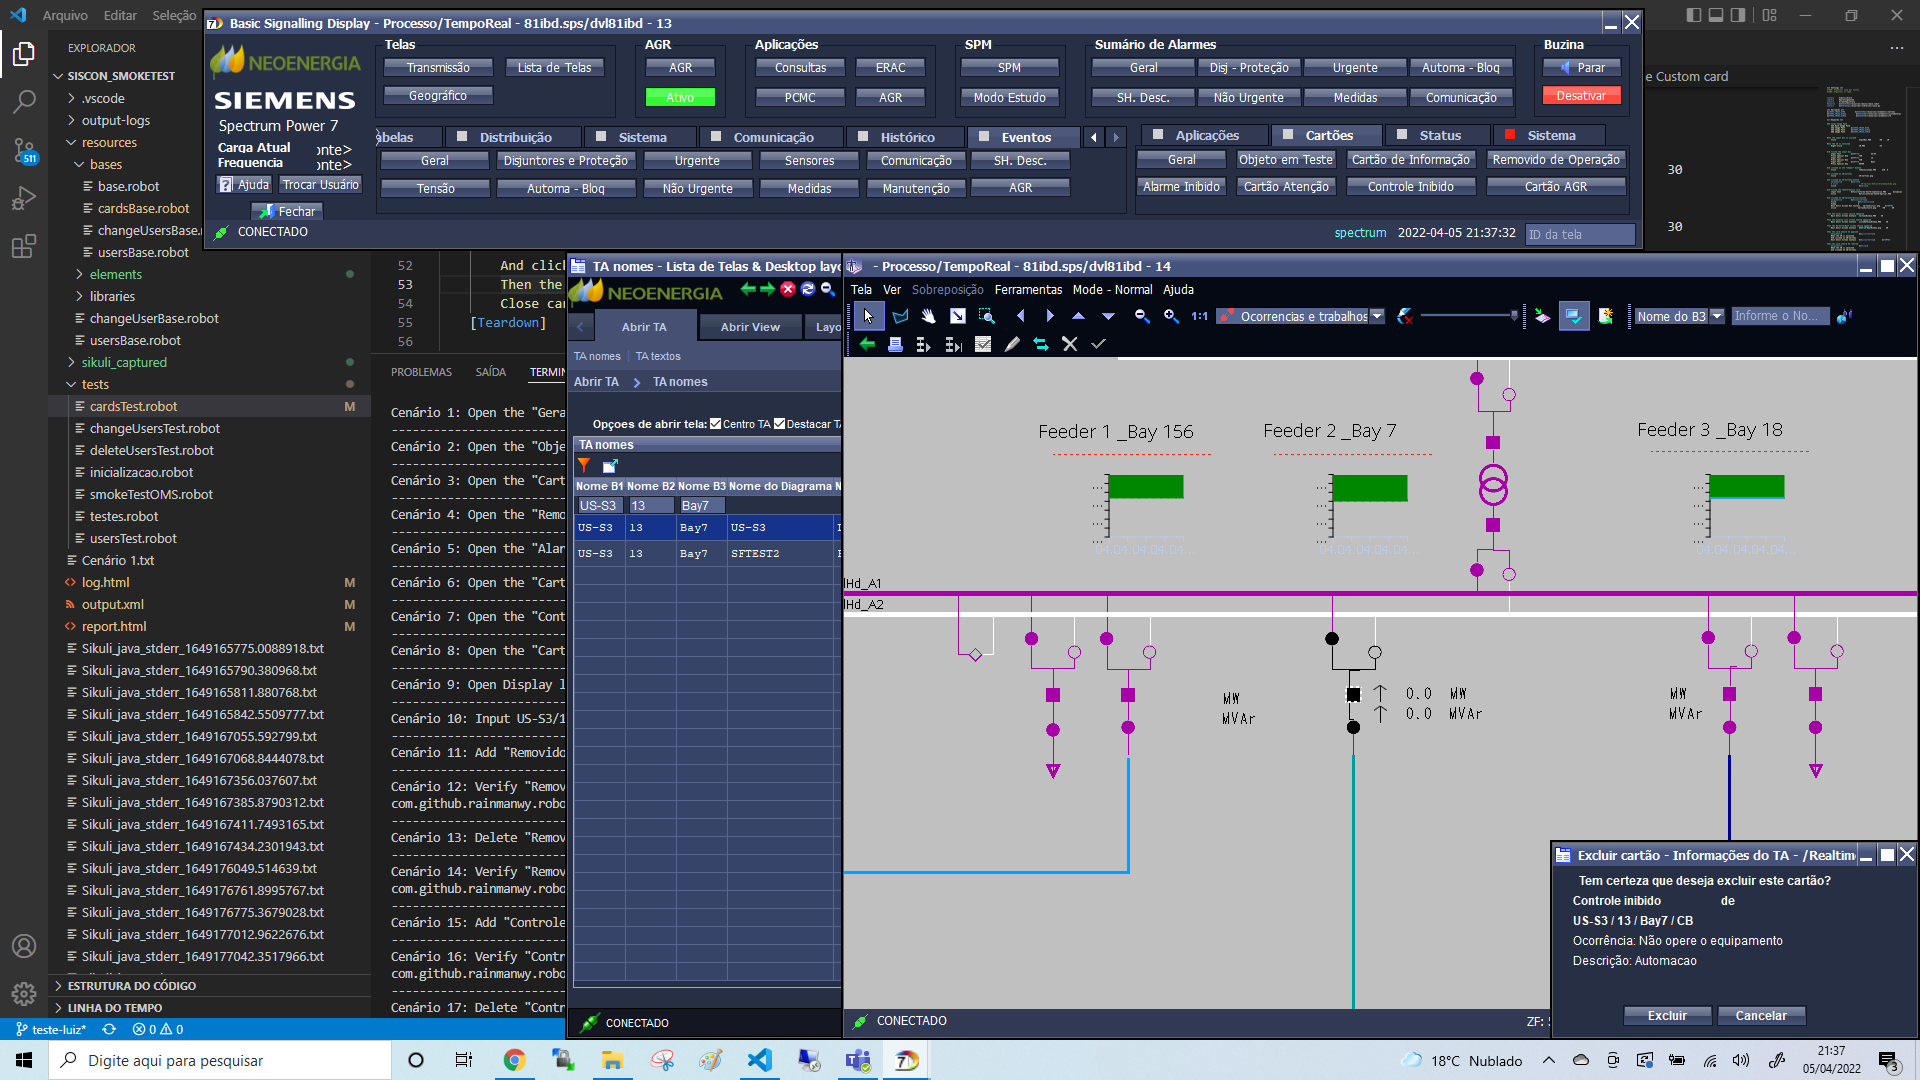 Arquivo Editar Seleção
EXPLORADOR
SISCON_SMOKETEST
.vscode
output-logs
resources
bases
base.robot
cardsBase.robot
changeUsersBase.
usersBase.robot
elements
libraries
changeUserBase.robot
usersBase.robot
sikuli_captured
tests
cardsTest.robot M
changeUsersTest.robot
deleteUsersTest.robot
inicializacao.robot
smokeTestOMS.robot
testes.robot
usersTest.robot
Cenário 1.txt
log.html M
output.xml M
report.html M
Sikuli_java_stderr_1649165775.0088918.txt
Sikuli_java_stderr_1649165790.380968.txt
Sikuli_java_stderr_1649165811.880768.txt
Sikuli_java_stderr_1649165842.5509777.txt
Sikuli_java_stderr_1649167055.592799.txt
Sikuli_java_stderr_1649167068.8444078.txt
Sikuli_java_stderr_1649167356.037607.txt
Sikuli_java_stderr_1649167385.8790312.txt
Sikuli_java_stderr_1649167411.7493165.txt
Sikuli_java_stderr_1649167434.2301943.txt
Sikuli_java_stderr_1649176049.514639.txt
Sikuli_java_stderr_1649176761.8995767.txt
Sikuli_java_stderr_1649176775.3679028.txt
Sikuli_java_stderr_1649177012.9622676.txt
Sikuli_java_stderr_1649177042.3517966.txt
ESTRUTURA DO CÓDIGO
LINHA DO TEMPO
511
teste-luiz* 0 0
52 And click
53 Then the
54 Close car
55 [Teardown]
56
PROBLEMAS SAÍDA TERMIN
Cenário 1: Open the "Gera
Cenário 2: Open the "Obje
Cenário 3: Open the "Cart
Cenário 4: Open the "Remo
Cenário 5: Open the "Alar
Cenário 6: Open the "Cart
Cenário 7: Open the "Cont
Cenário 8: Open the "Cart
Cenário 9: Open Display l
Cenário 10: Input US-S3/1
Cenário 11: Add "Removido
Cenário 12: Verify "Remov
com.github.rainmanwy.robo
Cenário 13: Delete "Remov
Cenário 14: Verify "Remov
com.github.rainmanwy.robo
Cenário 15: Add "Controle
Cenário 16: Verify "Contr
com.github.rainmanwy.robo
Cenário 17: Delete "Contr
e Custom card
30
30
Basic Signalling Display - Processo/TempoReal - 81ibd.sps/dvl81ibd - 13
NEOENERGIA
SIEMENS
Spectrum Power 7
Carga Atual onte>
Frequencia onte>
Ajuda Trocar Usuário
Fechar
CONECTADO
Telas
Transmissão Lista de Telas
Geográfico
AGR
AGR
Ativo
Aplicações
Consultas ERAC
PCMC AGR
SPM
SPM
Modo Estudo
Sumário de Alarmes
Geral Disj - Proteção Urgente Automa - Bloq
SH. Desc. Não Urgente Medidas Comunicação
Buzina
Parar
Desativar
abelas Distribuição Sistema Comunicação Histórico Eventos
Geral Disjuntores e Proteção Urgente Sensores Comunicação SH. Desc.
Tensão Automa - Bloq Não Urgente Medidas Manutenção AGR
Aplicações Cartões Status Sistema
Geral Objeto em Teste Cartão de Informação Removido de Operação
Alarme Inibido Cartão Atenção Controle Inibido Cartão AGR
spectrum 2022-04-05 21:37:32 ID da tela
TA nomes - Lista de Telas & Desktop layo
NEOENERGIA
Abrir TA Abrir View Layo
TA nomes TA textos
Abrir TA TA nomes
Opçoes de abrir tela: Centro TA Destacar TA
TA nomes
Nome B1 Nome B2 Nome B3 Nome do Diagrama N
US-S3 13 Bay7
US-S3 13 Bay7 US-S3
US-S3 13 Bay7 SFTEST2
CONECTADO
- Processo/TempoReal - 81ibd.sps/dvl81ibd - 14
Tela Ver Sobreposição Ferramentas Mode - Normal Ajuda
1:1 Ocorrencias e trabalhos Nome do B3 Informe o No...
Feeder 1 _Bay 156
Feeder 2 _Bay 7
Feeder 3 _Bay 18
04.04.04.04.04...
04.04.04.04.04...
04.04.04.04.04...
lHd_A1
lHd_A2
MW
MVAr
0.0 MW
0.0 MVAr
MW
MVAr
CONECTADO
ZF:
Excluir cartão - Informações do TA - /Realtim
Tem certeza que deseja excluir este cartão?
Controle inibido de
US-S3 / 13 / Bay7 / CB
Ocorrência: Não opere o equipamento
Descrição: Automacao
Excluir Cancelar
Digite aqui para pesquisar
18°C Nublado
21:37
05/04/2022
3